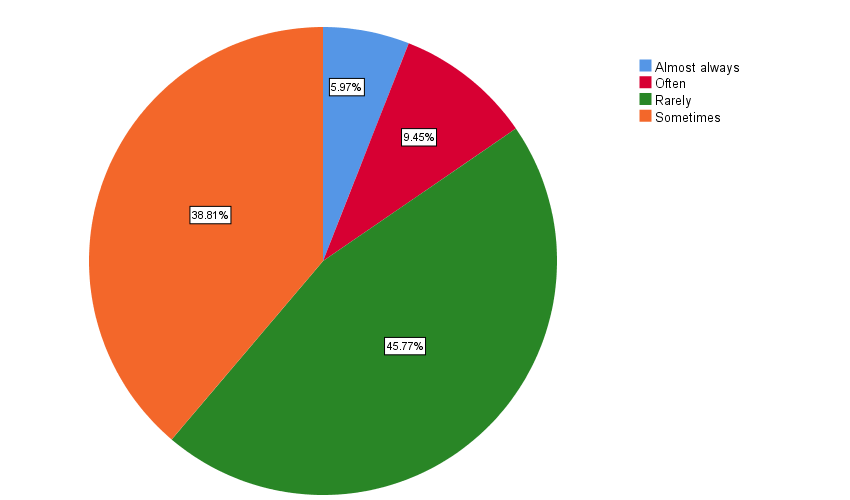 Almost always
Often
Rarely
Sometimes
5.97%
9.45%
38.81%
45.77%